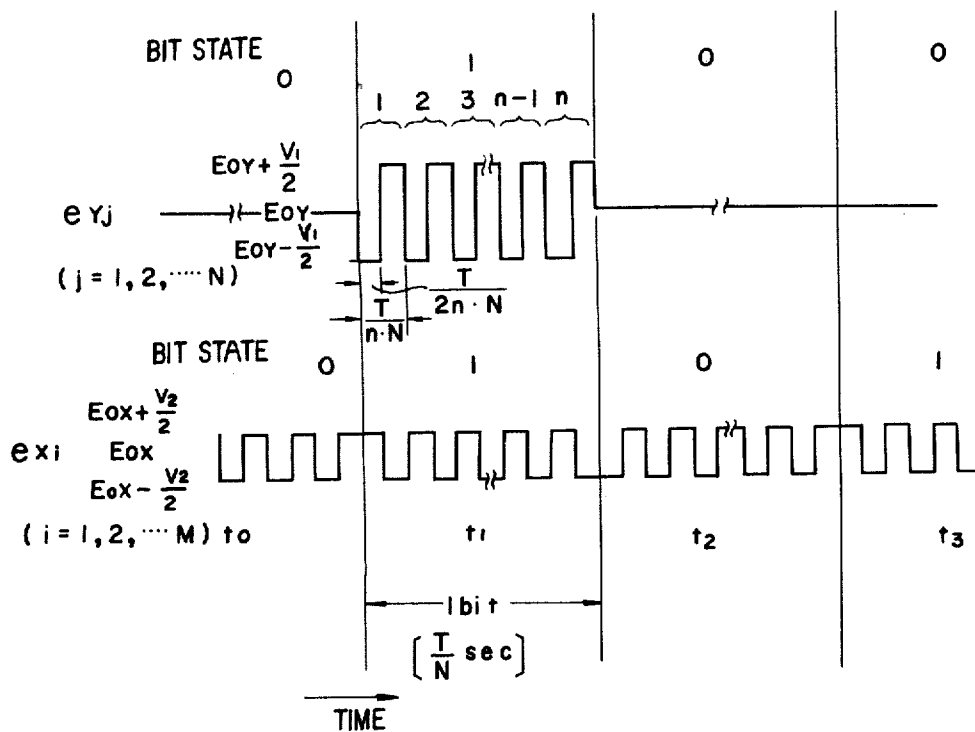 BIT STATE
0 1 0 0
1 2 3 n-1 n
EOY + V1/2
eYj EOY
EOY - V1/2
(j = 1, 2, ····· N)
T/2n · N
T/n·N
BIT STATE
0 1 0 1
EOX + V2/2
exi EOX
EOX - V2/2
(i = 1, 2, ···· M) to t1 t2 t3
1bit
[T/N sec]
TIME